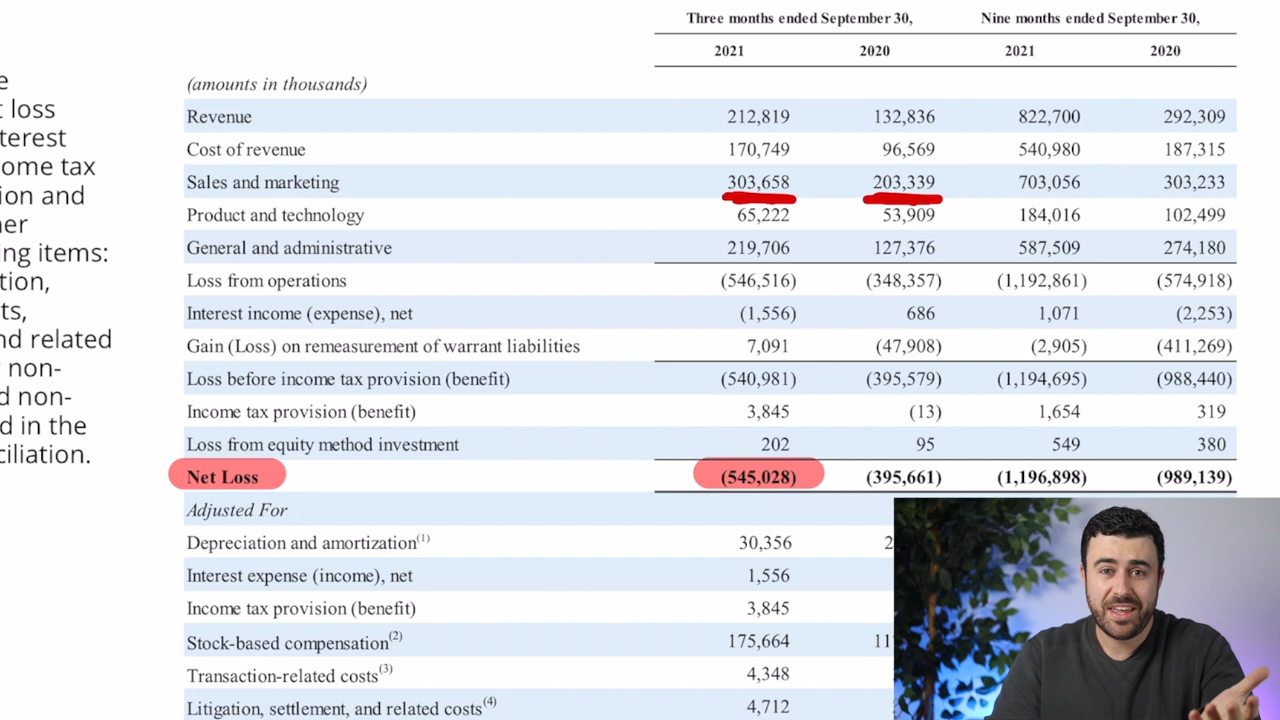 Three months ended September 30, Nine months ended September 30,
2021 2020 2021 2020
(amounts in thousands)
Revenue 212,819 132,836 822,700 292,309
Cost of revenue 170,749 96,569 540,980 187,315
Sales and marketing 303,658 203,339 703,056 303,233
Product and technology 65,222 53,909 184,016 102,499
General and administrative 219,706 127,376 587,509 274,180
Loss from operations (546,516) (348,357) (1,192,861) (574,918)
Interest income (expense), net (1,556) 686 1,071 (2,253)
Gain (Loss) on remeasurement of warrant liabilities 7,091 (47,908) (2,905) (411,269)
Loss before income tax provision (benefit) (540,981) (395,579) (1,194,695) (988,440)
Income tax provision (benefit) 3,845 (13) 1,654 319
Loss from equity method investment 202 95 549 380
Net Loss (545,028) (395,661) (1,196,898) (989,139)
Adjusted For
Depreciation and amortization(1) 30,356
Interest expense (income), net 1,556
Income tax provision (benefit) 3,845
Stock-based compensation(2) 175,664
Transaction-related costs(3) 4,348
Litigation, settlement, and related costs(4) 4,712
loss
ome tax
and
items:
nd related
non-
d non-
d in the